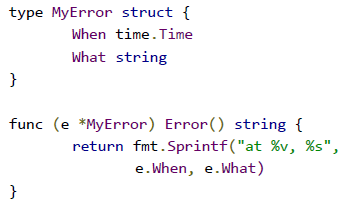 type MyError struct {
        When time.Time
        What string
}

func (e *MyError) Error() string {
        return fmt.Sprintf("at %v, %s",
                e.When, e.What)
}